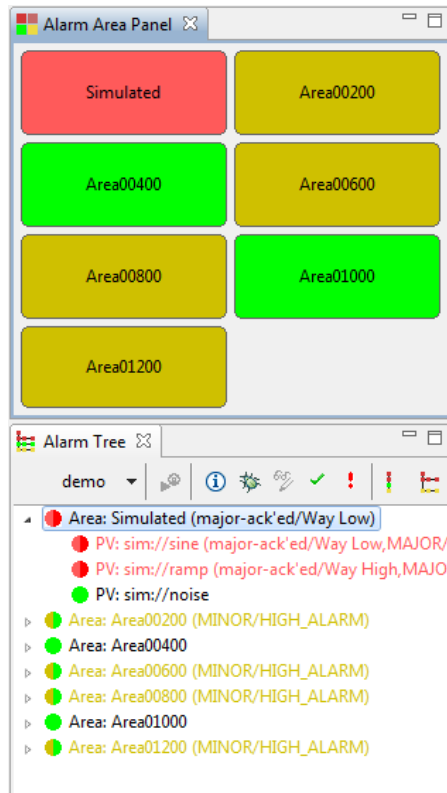 Alarm Area Panel
Simulated
Area00200
Area00400
Area00600
Area00800
Area01000
Area01200
Alarm Tree
demo
Area: Simulated (major-ack'ed/Way Low)
PV: sim://sine (major-ack'ed/Way Low,MAJOR/
PV: sim://ramp (major-ack'ed/Way High,MAJO
PV: sim://noise
Area: Area00200 (MINOR/HIGH_ALARM)
Area: Area00400
Area: Area00600 (MINOR/HIGH_ALARM)
Area: Area00800 (MINOR/HIGH_ALARM)
Area: Area01000
Area: Area01200 (MINOR/HIGH_ALARM)